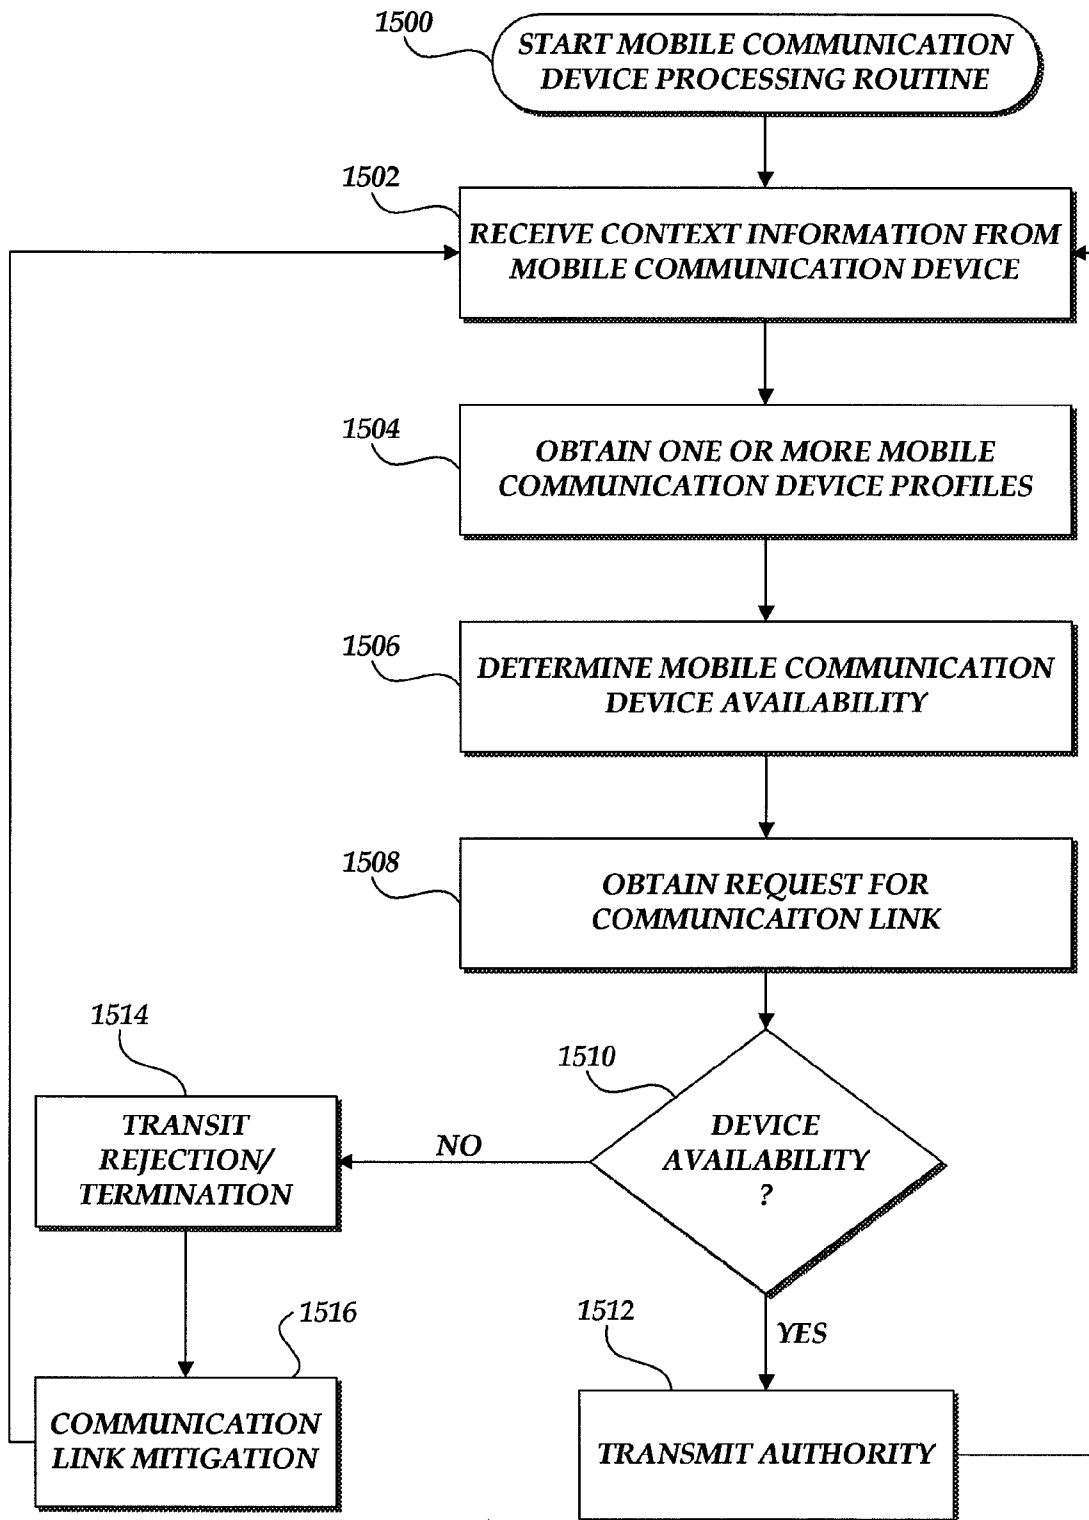 1500
START MOBILE COMMUNICATION
DEVICE PROCESSING ROUTINE
1502
RECEIVE CONTEXT INFORMATION FROM
MOBILE COMMUNICATION DEVICE
1504
OBTAIN ONE OR MORE MOBILE
COMMUNICATION DEVICE PROFILES
1506
DETERMINE MOBILE COMMUNICATION
DEVICE AVAILABILITY
1508
OBTAIN REQUEST FOR
COMMUNICAITON LINK
1510
DEVICE
AVAILABILITY
?
NO
1514
TRANSIT
REJECTION/
TERMINATION
1516
COMMUNICATION
LINK MITIGATION
YES
1512
TRANSMIT AUTHORITY